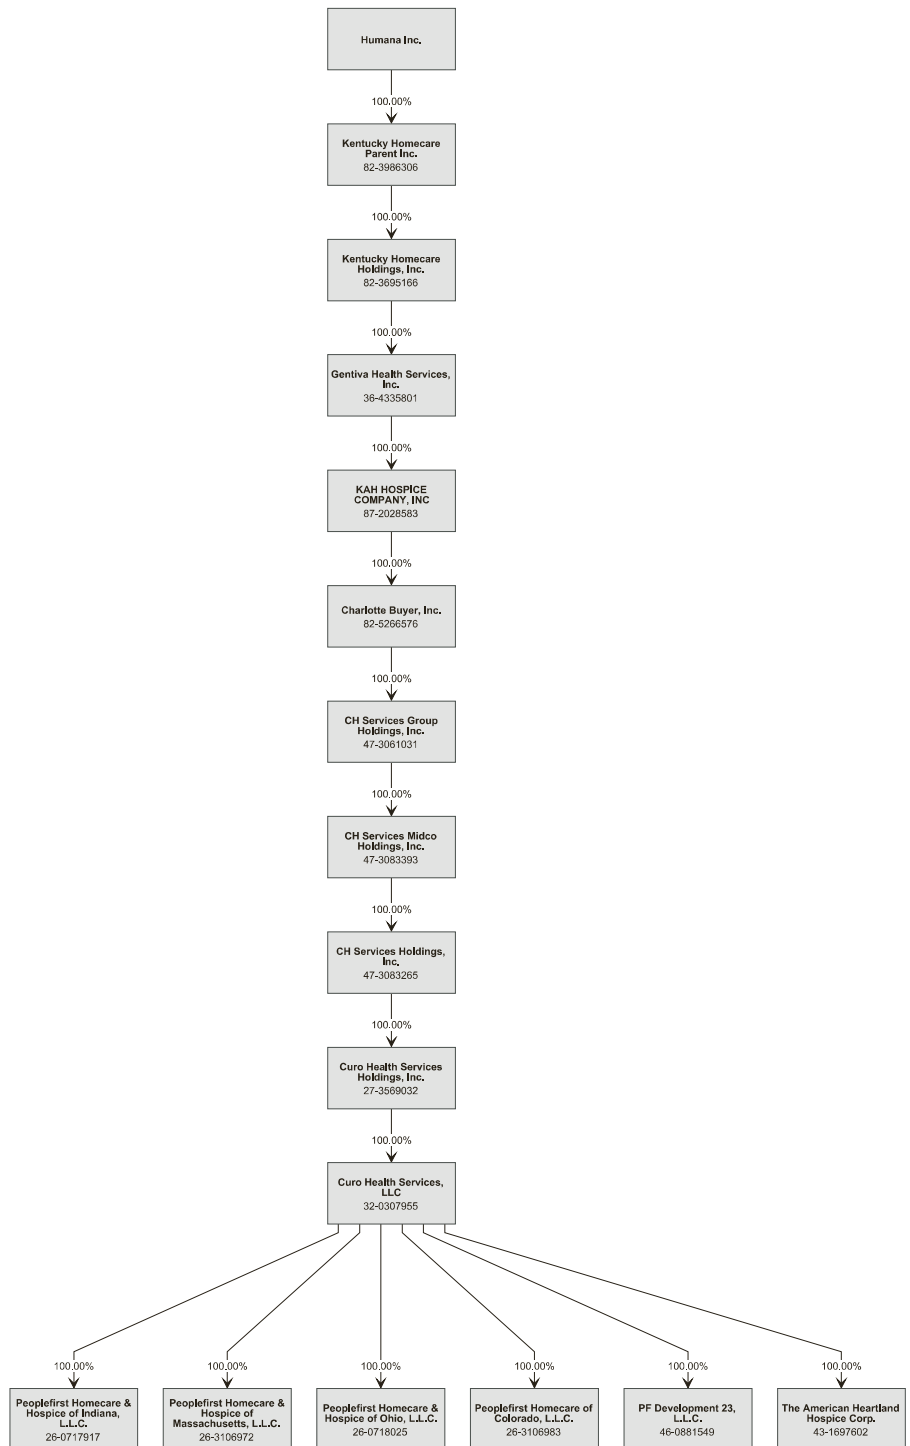 Humana Inc.
100.00%
Kentucky Homecare
Parent Inc.
82-3986306
100.00%
Kentucky Homecare
Holdings, Inc.
82-3695166
100.00%
Gentiva Health Services,
Inc.
36-4335801
100.00%
KAH HOSPICE
COMPANY, INC
87-2028583
100.00%
Charlotte Buyer, Inc.
82-5266576
100.00%
CH Services Group
Holdings, Inc.
47-3061031
100.00%
CH Services Midco
Holdings, Inc.
47-3083393
100.00%
CH Services Holdings,
Inc.
47-3083265
100.00%
Curo Health Services
Holdings, Inc.
27-3569032
100.00%
Curo Health Services,
LLC
32-0307955
100.00%
Peoplefirst Homecare &
Hospice of Indiana,
L.L.C.
26-0717917
100.00%
Peoplefirst Homecare &
Hospice of
Massachusetts, L.L.C.
26-3106972
100.00%
Peoplefirst Homecare &
Hospice of Ohio, L.L.C.
26-0718025
100.00%
Peoplefirst Homecare of
Colorado, L.L.C.
26-3106983
100.00%
PF Development 23,
L.L.C.
46-0881549
100.00%
The American Heartland
Hospice Corp.
43-1697602